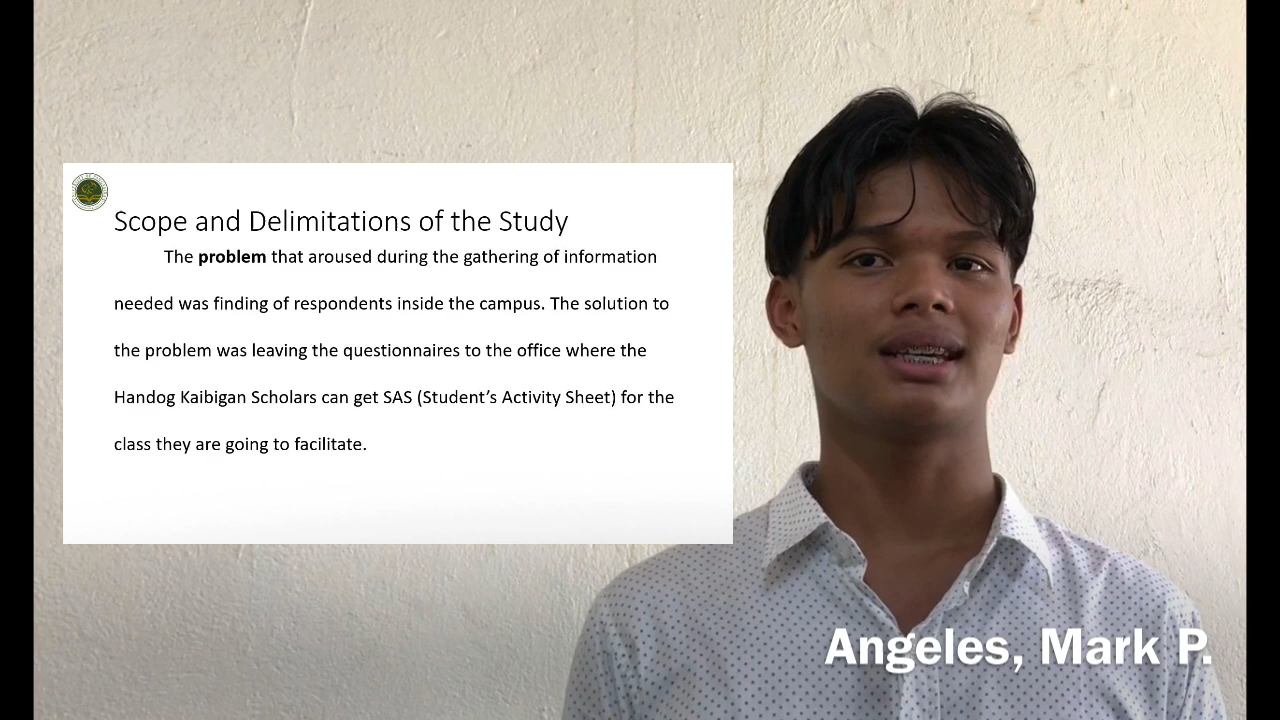 Scope and Delimitations of the Study
The problem that aroused during the gathering of information
needed was finding of respondents inside the campus. The solution to
the problem was leaving the questionnaires to the office where the
Handog Kaibigan Scholars can get SAS (Student's Activity Sheet) for the
class they are going to facilitate.
Angeles, Mark P.